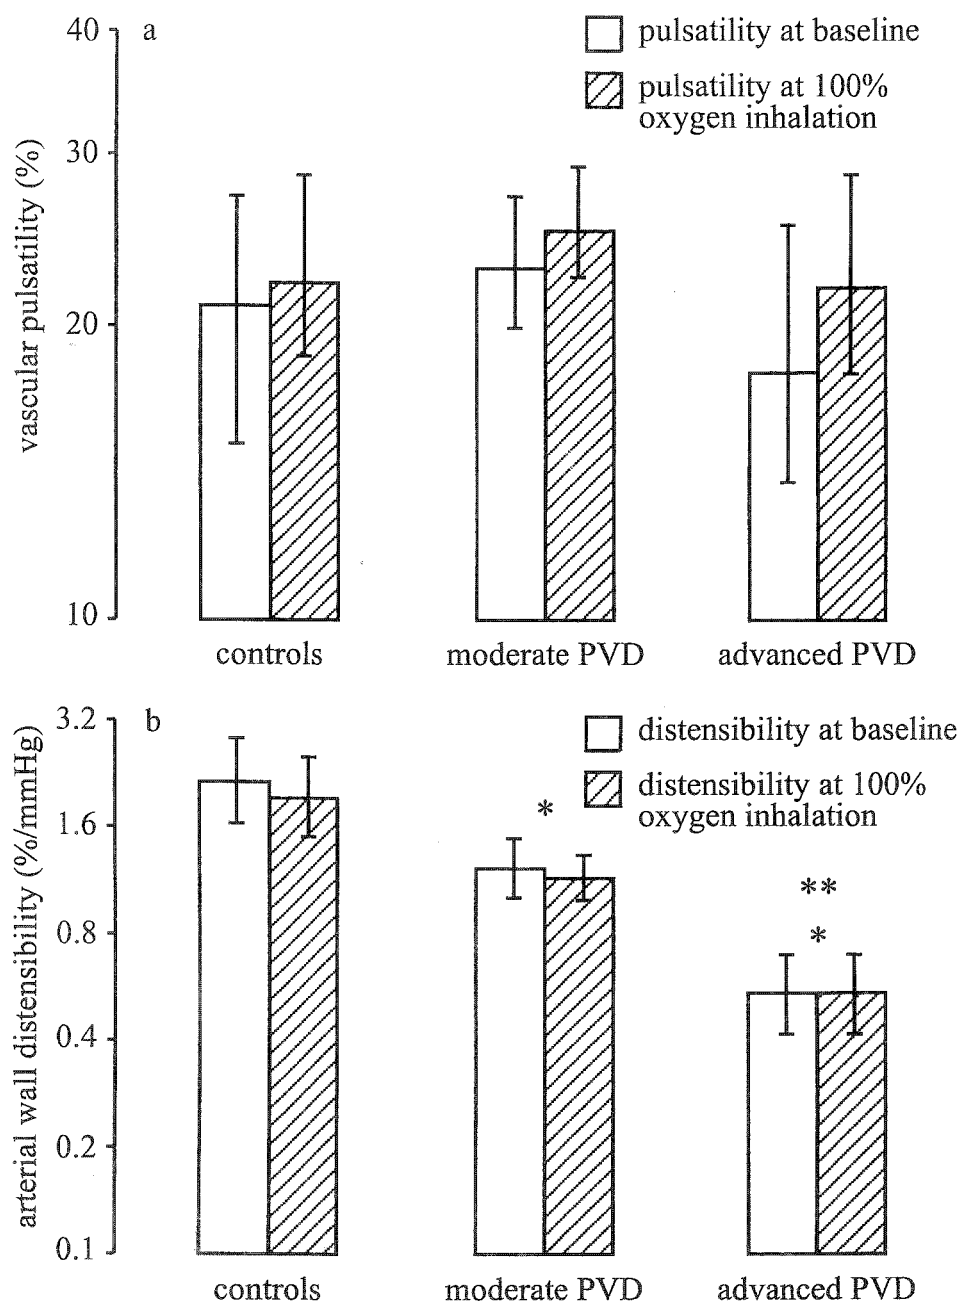 a
pulsatility at baseline
pulsatility at 100%
oxygen inhalation
vascular pulsatility (%)
40
30
20
10
controls
moderate PVD
advanced PVD
b
distensibility at baseline
distensibility at 100%
oxygen inhalation
arterial wall distensibility (%/mmHg)
3.2
1.6
0.8
0.4
0.2
0.1
*
**
*
controls
moderate PVD
advanced PVD